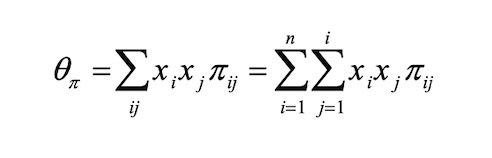 θ_π = ∑_{ij} x_i x_j π_{ij} = ∑_{i=1}^{n} ∑_{j=1}^{i} x_i x_j π_{ij}